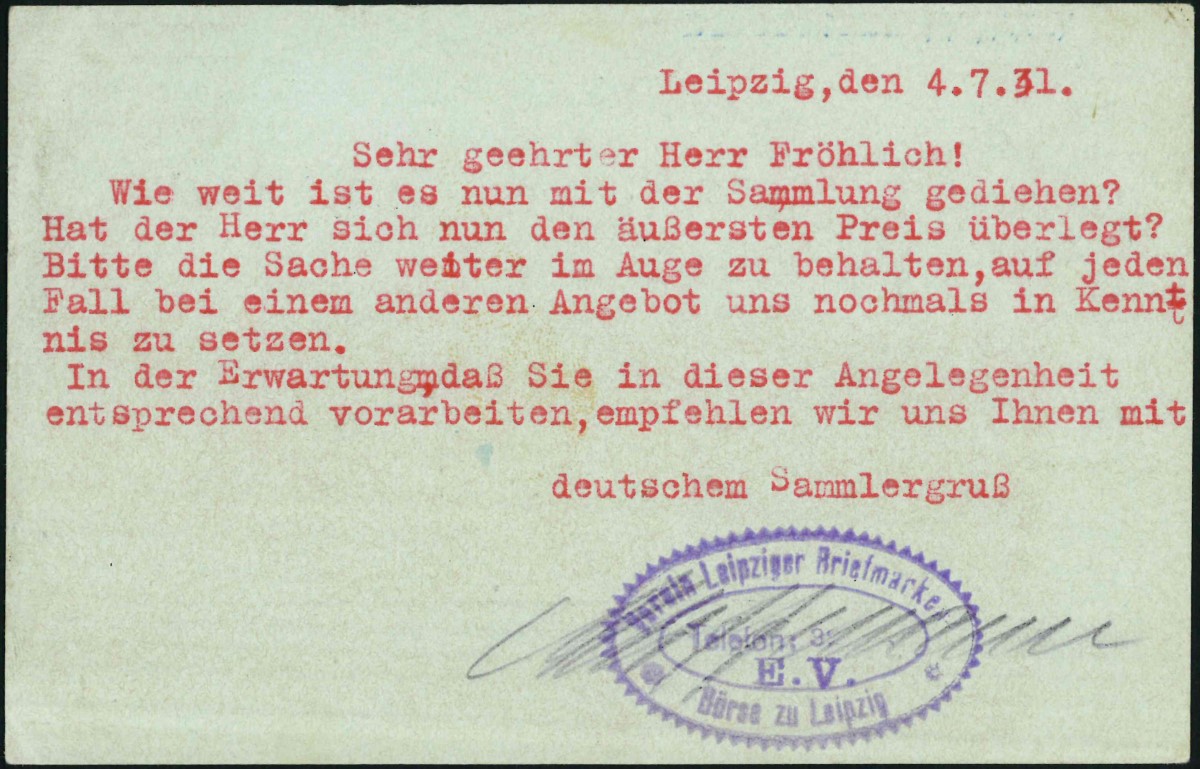 Leipzig,den 4.7.31.
Sehr geehrter Herr Fröhlich!
Wie weit ist es nun mit der Sammlung gediehen?
Hat der Herr sich nun den äußersten Preis überlegt?
Bitte die Sache weiter im Auge zu behalten,auf jeden
Fall bei einem anderen Angebot uns nochmals in Kennt
nis zu setzen.
In der Erwartung,daß Sie in dieser Angelegenheit
entsprechend vorarbeiten,empfehlen wir uns Ihnen mit
deutschem Sammlergruß
Verein Leipziger Briefmarke
Telefon:
E.V.
Börse zu Leipzig